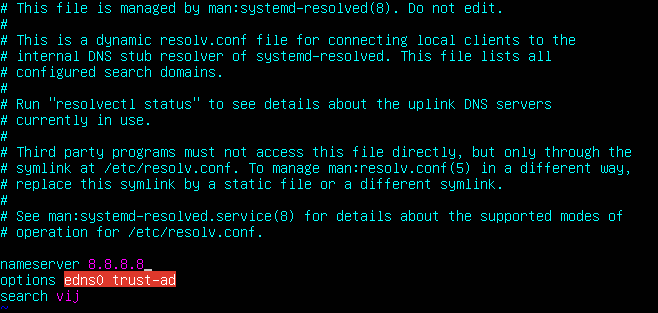 # This file is managed by man:systemd-resolved(8). Do not edit.
#
# This is a dynamic resolv.conf file for connecting local clients to the
# internal DNS stub resolver of systemd-resolved. This file lists all
# configured search domains.
#
# Run "resolvectl status" to see details about the uplink DNS servers
# currently in use.
#
# Third party programs must not access this file directly, but only through the
# symlink at /etc/resolv.conf. To manage man:resolv.conf(5) in a different way,
# replace this symlink by a static file or a different symlink.
#
# See man:systemd-resolved.service(8) for details about the supported modes of
# operation for /etc/resolv.conf.

nameserver 8.8.8.8
options edns0 trust-ad
search vij
~